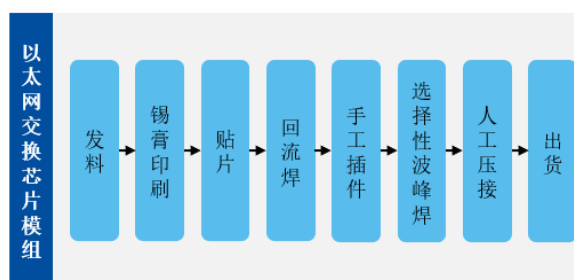 以太网交换芯片模组
发料
锡膏印刷
贴片
回流焊
手工插件
选择性波峰焊
人工压接
出货